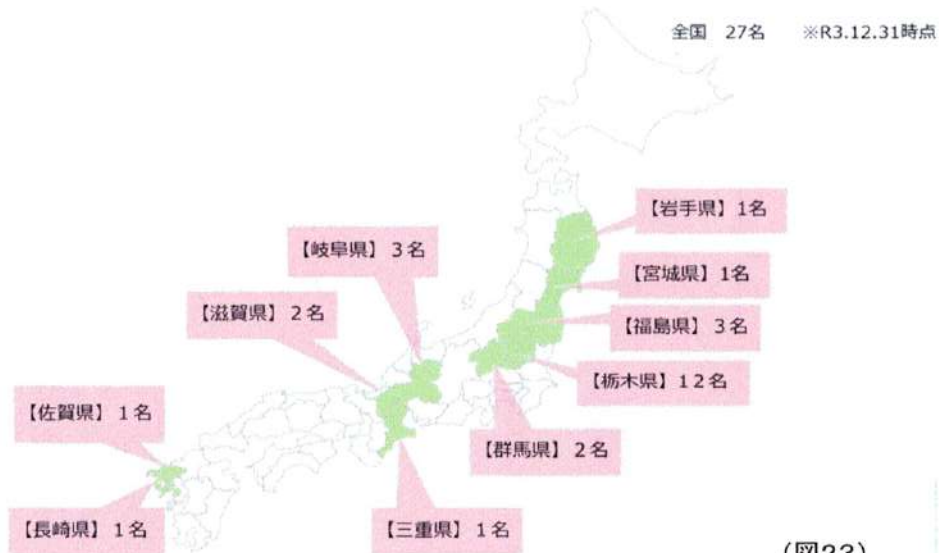 全国 27名 ※R3.12.31時点
【岩手県】1名
【岐阜県】3名
【宮城県】1名
【滋賀県】2名
【福島県】3名
【栃木県】12名
【佐賀県】1名
【群馬県】2名
【長崎県】1名
【三重県】1名
(図23)